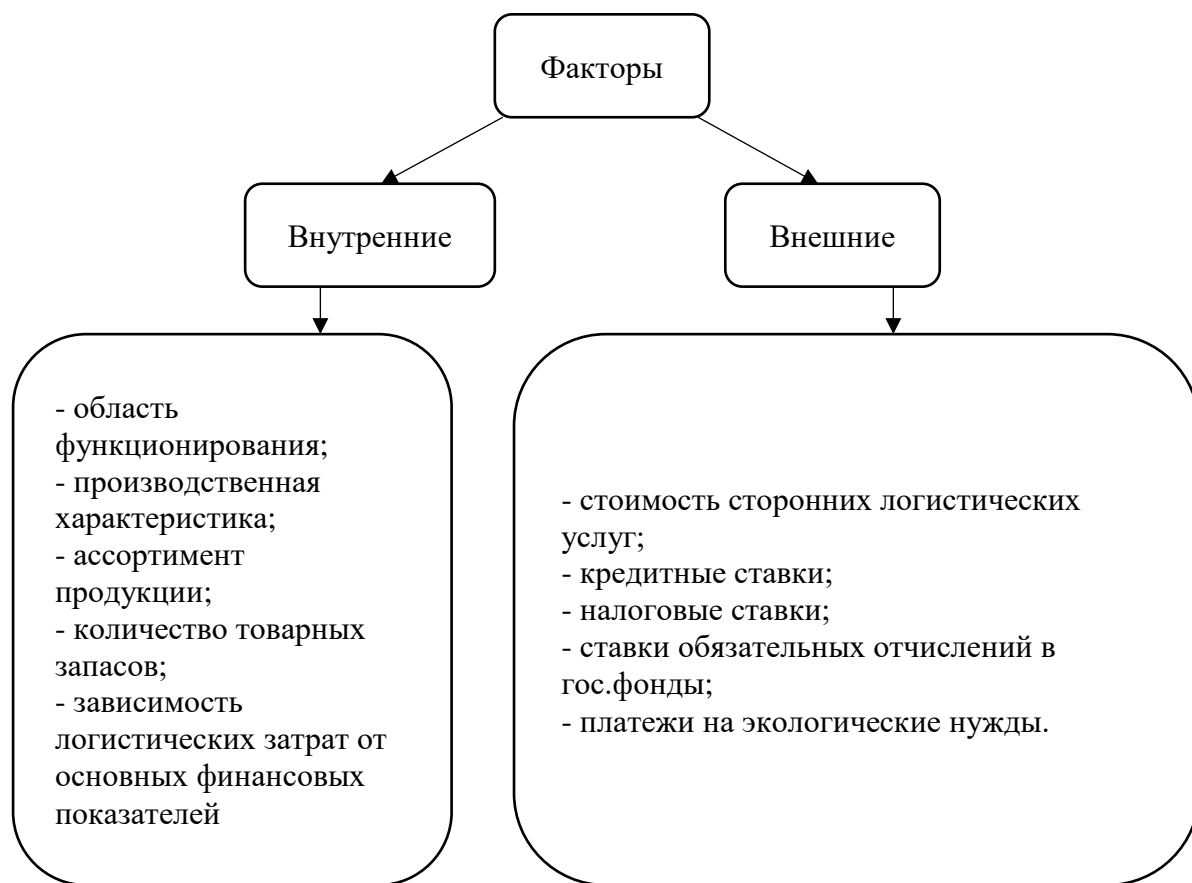 Факторы
Внутренние
Внешние
- область
функционирования;
- производственная
характеристика;
- ассортимент
продукции;
- количество товарных
запасов;
- зависимость
логистических затрат от
основных финансовых
показателей
- стоимость сторонних логистических
услуг;
- кредитные ставки;
- налоговые ставки;
- ставки обязательных отчислений в
гос.фонды;
- платежи на экологические нужды.